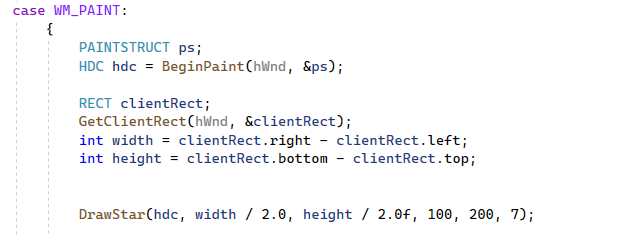 case WM_PAINT:
{
PAINTSTRUCT ps;
HDC hdc = BeginPaint(hWnd, &ps);
RECT clientRect;
GetClientRect(hWnd, &clientRect);
int width = clientRect.right - clientRect.left;
int height = clientRect.bottom - clientRect.top;
DrawStar(hdc, width / 2.0, height / 2.0f, 100, 200, 7);